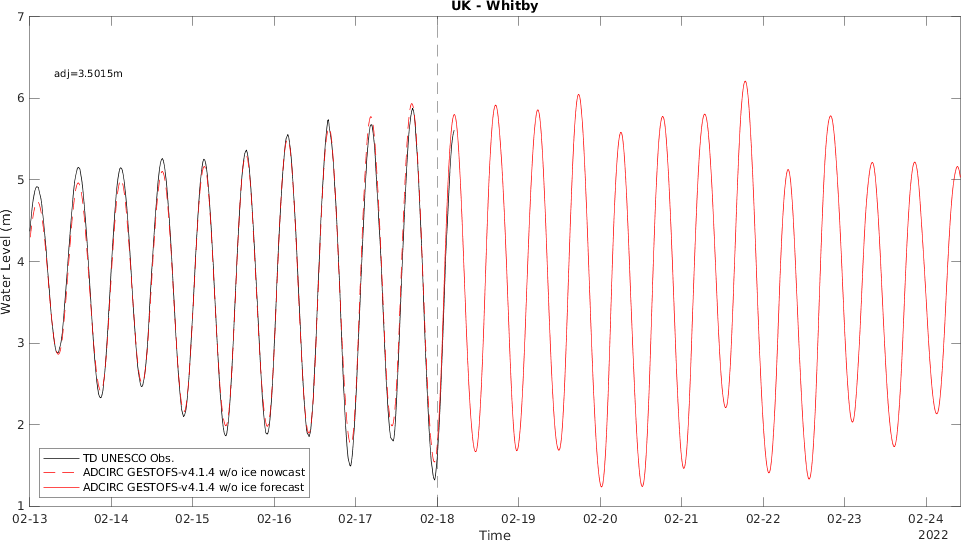 UK - Whitby
adj=3.5015m
Water Level (m)
7
6
5
4
3
2
1
TD UNESCO Obs.
ADCIRC GESTOFS-v4.1.4 w/o ice nowcast
ADCIRC GESTOFS-v4.1.4 w/o ice forecast
02-13 02-14 02-15 02-16 02-17 02-18 02-19 02-20 02-21 02-22 02-23 02-24
Time
2022